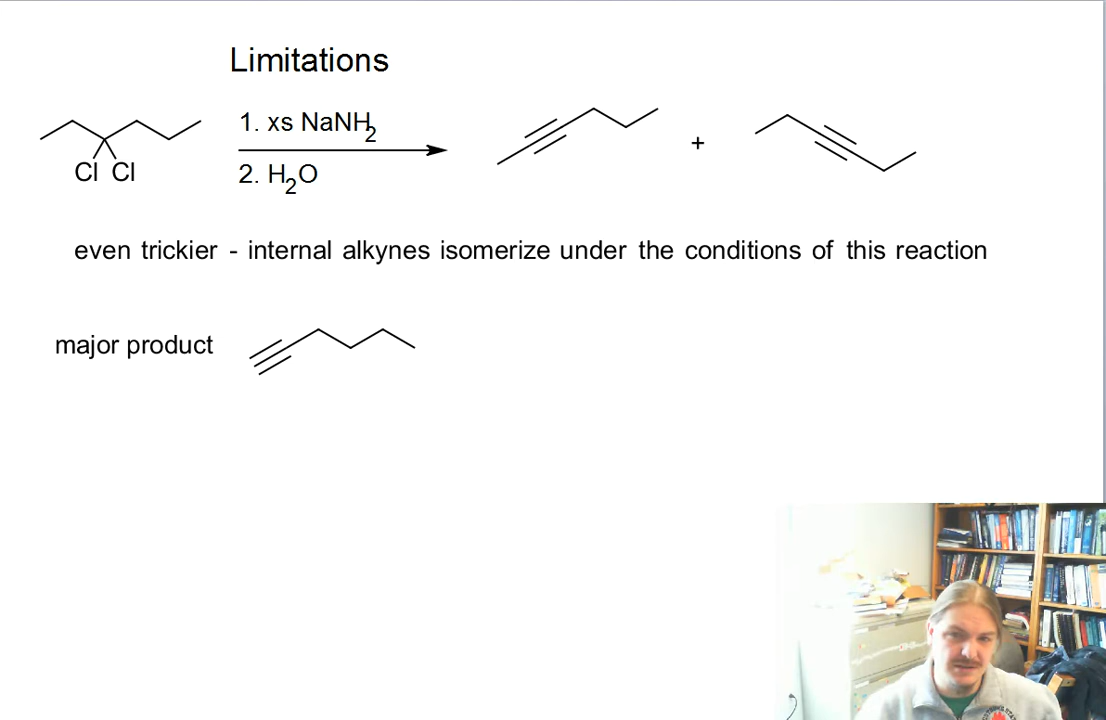 Limitations
1. xs NaNH2
Cl Cl
2. H2O
+
even trickier - internal alkynes isomerize under the conditions of this reaction
major product